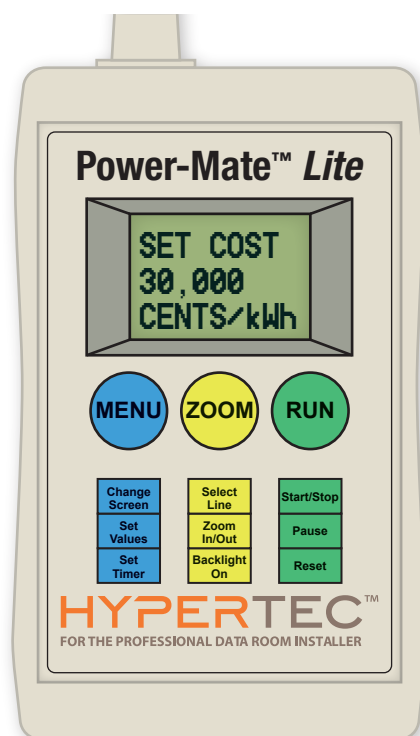 Power-Mate™ Lite
SET COST
30,000
CENTS/kWh
MENU
ZOOM
RUN
Change
Screen
Set
Values
Set
Timer
Select
Line
Zoom
In/Out
Backlight
On
Start/Stop
Pause
Reset
HYPERTEC™
FOR THE PROFESSIONAL DATA ROOM INSTALLER